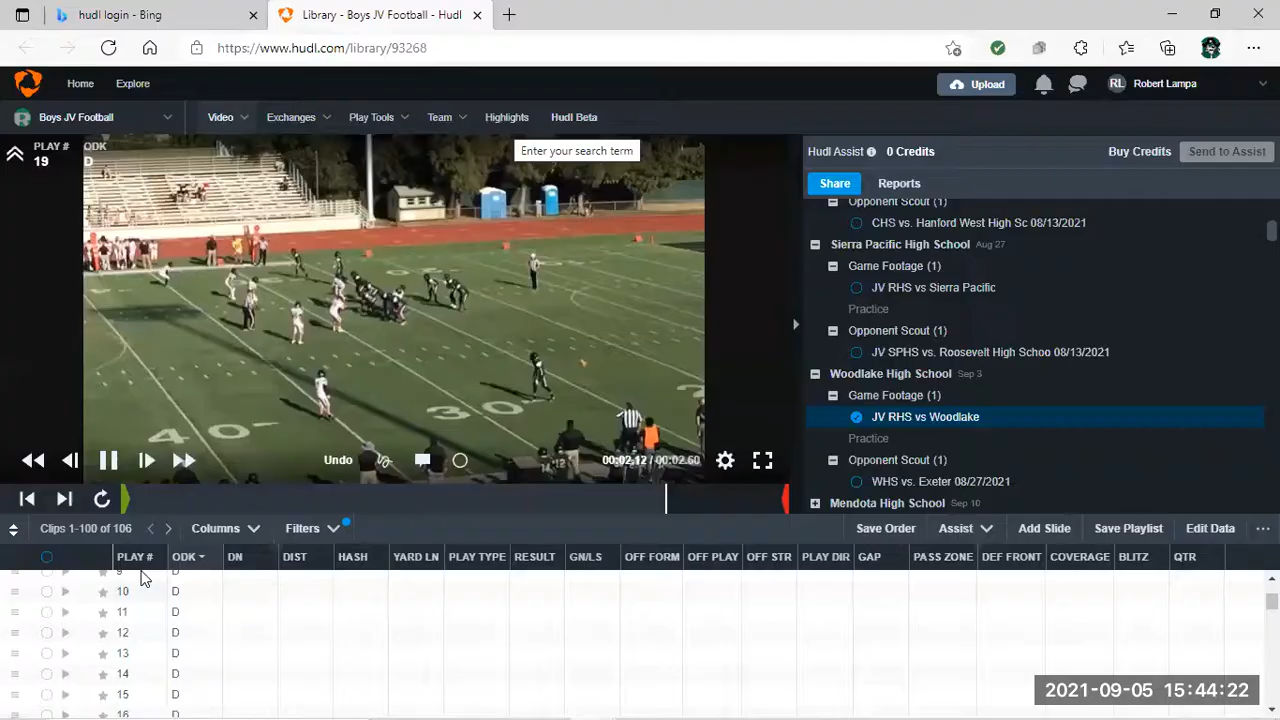 hudl login - Bing
Library - Boys JV Football - Hudl
https://www.hudl.com/library/93268
Home Explore
Upload
RL Robert Lampa
R Boys JV Football
Video Exchanges Play Tools Team Highlights Hudl Beta
Enter your search term
PLAY # ODK
19 D
Hudl Assist 0 Credits
Buy Credits Send to Assist
Share Reports
Opponent Scout (1)
CHS vs. Hanford West High Sc 08/13/2021
Sierra Pacific High School Aug 27
Game Footage (1)
JV RHS vs Sierra Pacific
Practice
Opponent Scout (1)
JV SPHS vs. Roosevelt High Schoo 08/13/2021
Woodlake High School Sep 3
Game Footage (1)
JV RHS vs Woodlake
Practice
Opponent Scout (1)
WHS vs. Exeter 08/27/2021
Mendota High School Sep 10
40
30
Undo
00:02.12 / 00:02.60
Clips 1-100 of 106
Columns Filters
Save Order Assist Add Slide Save Playlist Edit Data
PLAY # ODK DN DIST HASH YARD LN PLAY TYPE RESULT GN/LS OFF FORM OFF PLAY OFF STR PLAY DIR GAP PASS ZONE DEF FRONT COVERAGE BLITZ QTR
9 D
10 D
11 D
12 D
13 D
14 D
15 D
16 D
2021-09-05 15:44:22